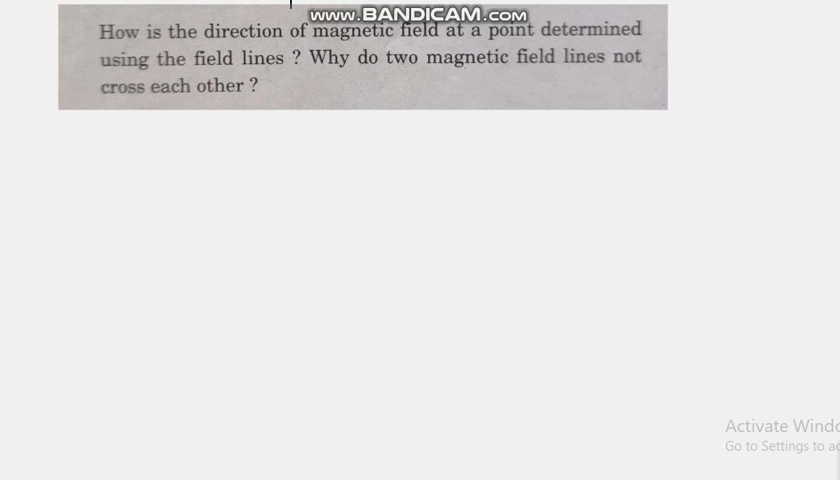 www.BANDICAM.com
How is the direction of magnetic field at a point determined
using the field lines ? Why do two magnetic field lines not
cross each other ?
Activate Windo
Go to Settings to ac